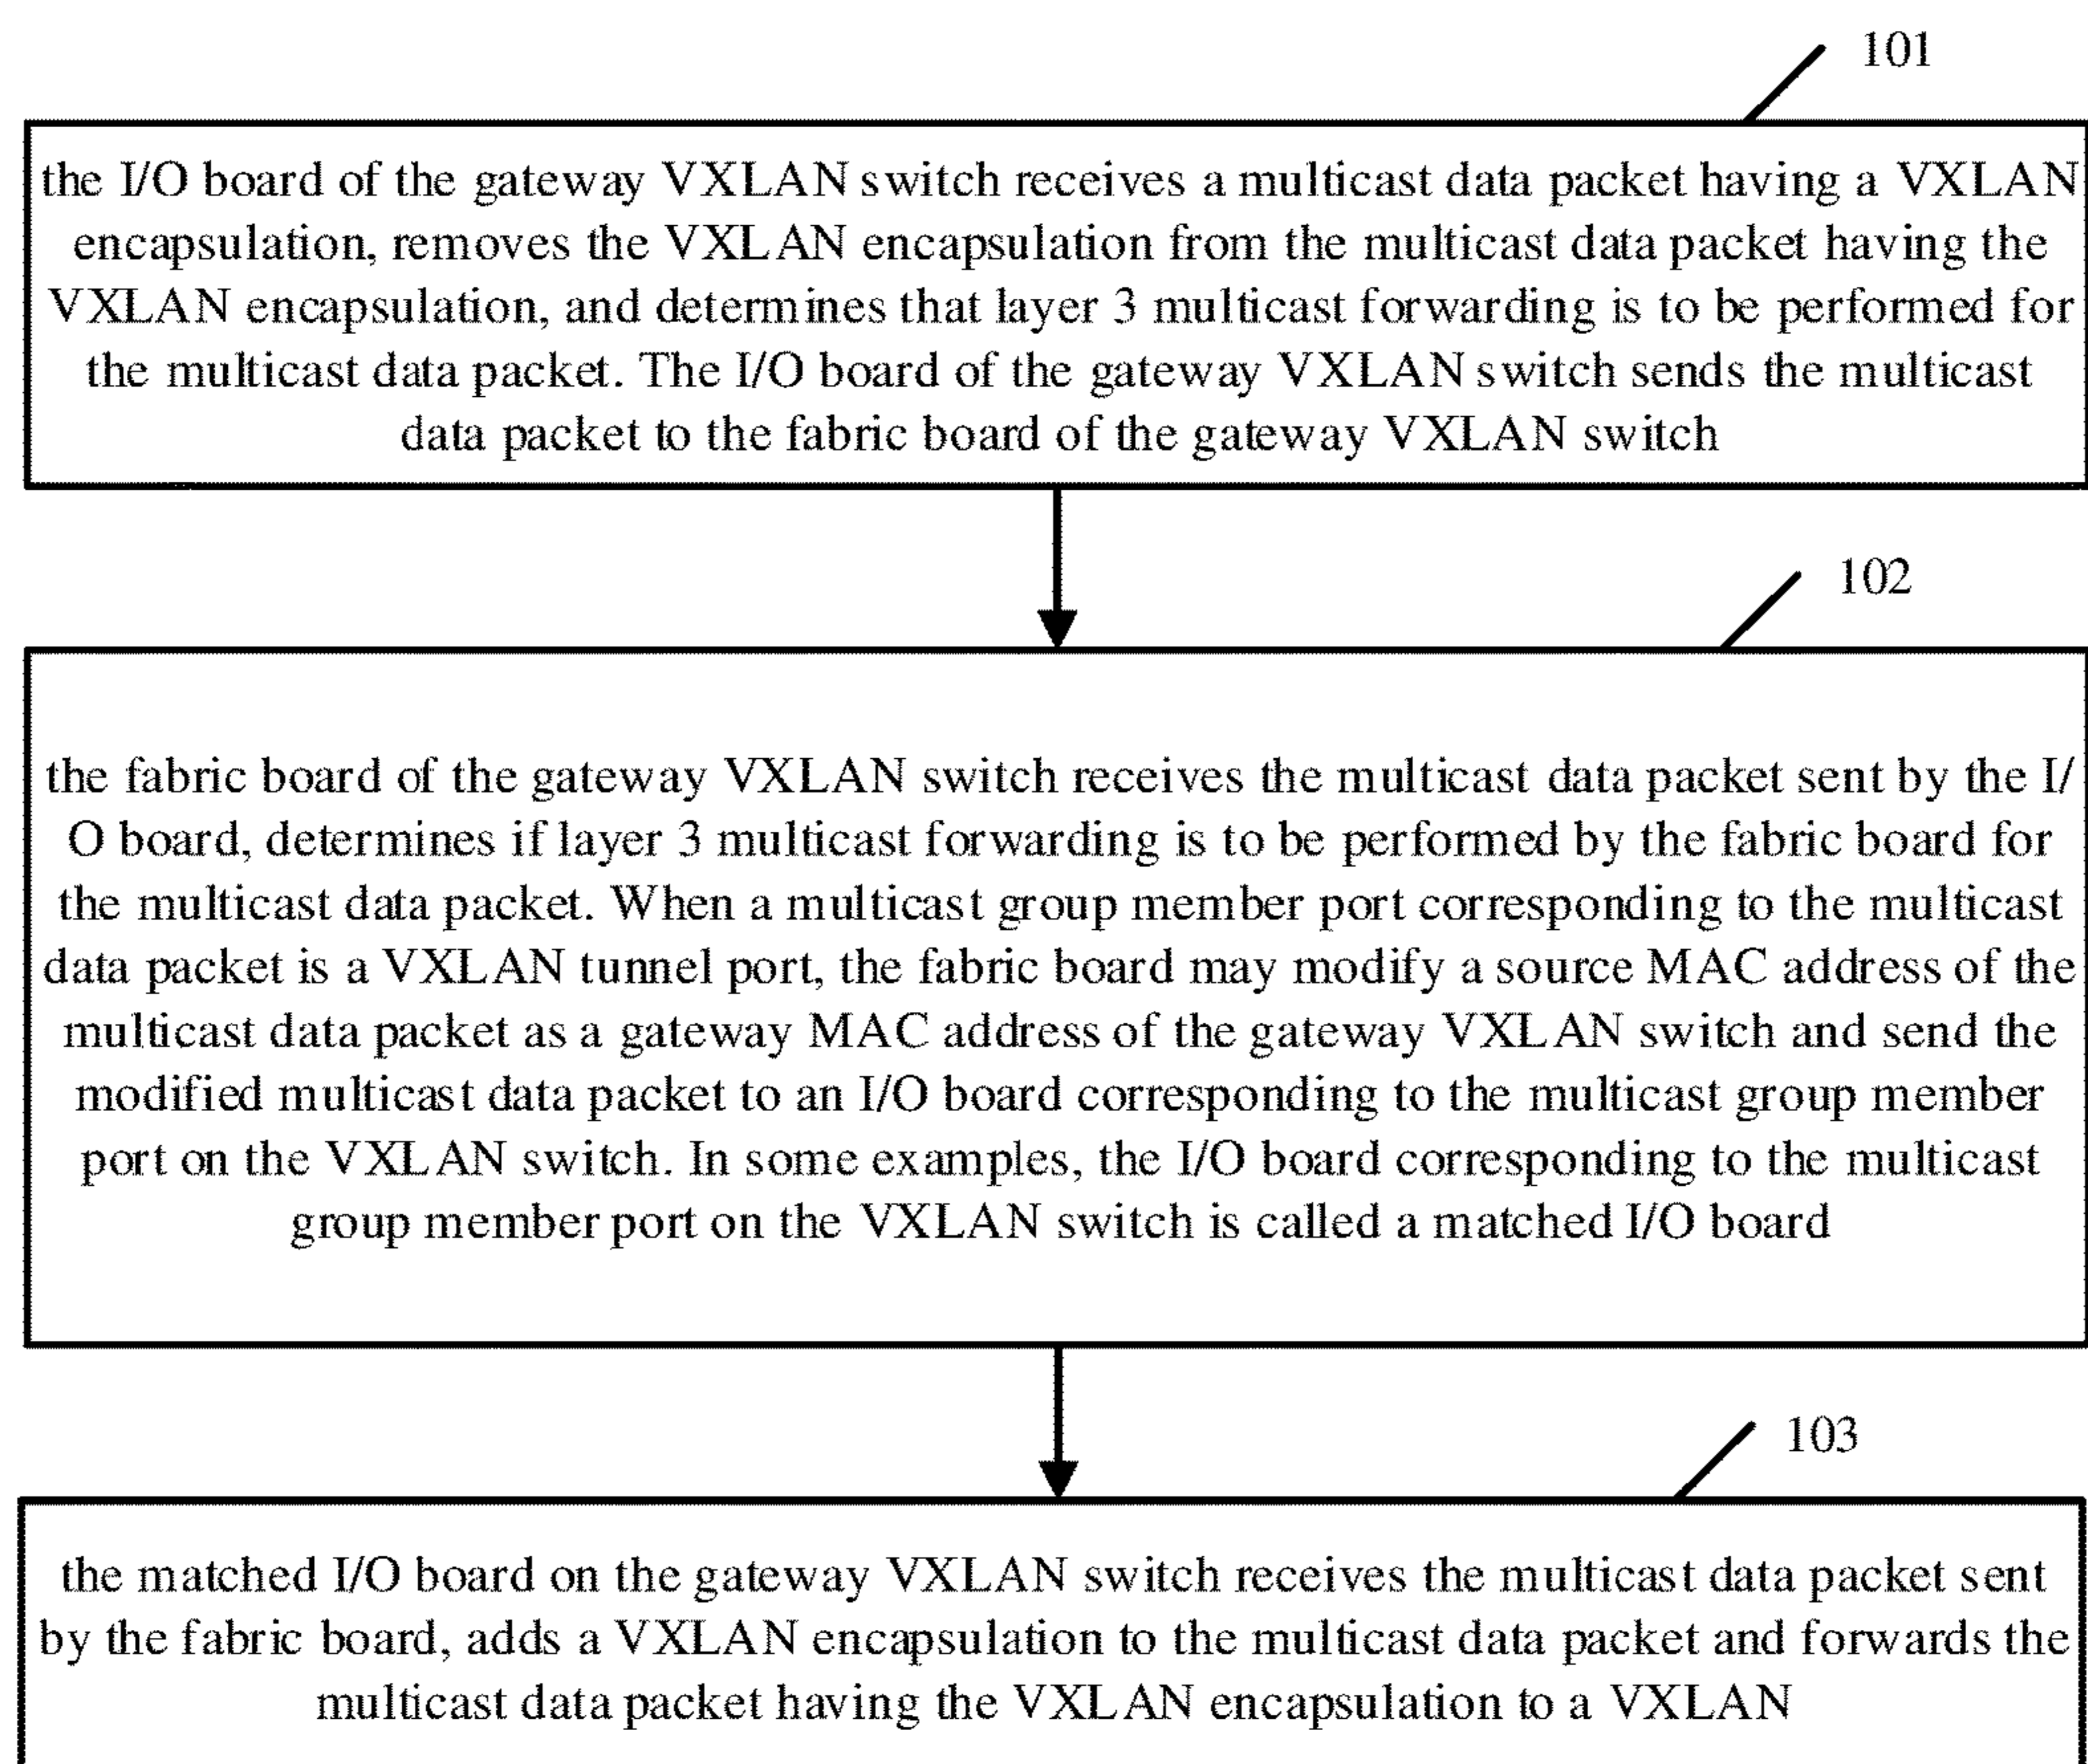 101
the I/O board of the gateway VXLAN switch receives a multicast data packet having a VXLAN
encapsulation, removes the VXLAN encapsulation from the multicast data packet having the
VXLAN encapsulation, and determines that layer 3 multicast forwarding is to be performed for
the multicast data packet. The I/O board of the gateway VXLAN switch sends the multicast
data packet to the fabric board of the gateway VXLAN switch
102
the fabric board of the gateway VXLAN switch receives the multicast data packet sent by the I/
O board, determines if layer 3 multicast forwarding is to be performed by the fabric board for
the multicast data packet. When a multicast group member port corresponding to the multicast
data packet is a VXLAN tunnel port, the fabric board may modify a source MAC address of the
multicast data packet as a gateway MAC address of the gateway VXLAN switch and send the
modified multicast data packet to an I/O board corresponding to the multicast group member
port on the VXLAN switch. In some examples, the I/O board corresponding to the multicast
group member port on the VXLAN switch is called a matched I/O board
103
the matched I/O board on the gateway VXLAN switch receives the multicast data packet sent
by the fabric board, adds a VXLAN encapsulation to the multicast data packet and forwards the
multicast data packet having the VXLAN encapsulation to a VXLAN